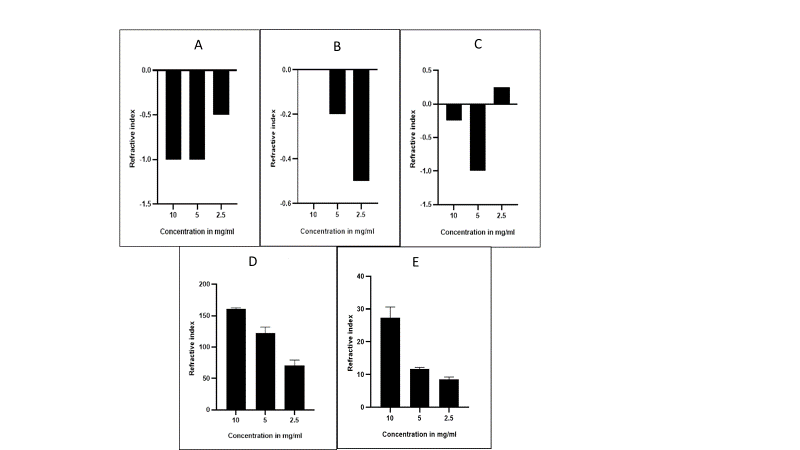 A
0.0
-0.5
-1.0
-1.5
Refractive index
10 5 2.5
Concentration in mg/ml
B
0.0
-0.2
-0.4
-0.6
Refractive index
10 5 2.5
Concentration in mg/ml
C
0.5
0.0
-0.5
-1.0
-1.5
Refractive index
10 5 2.5
Concentration in mg/ml
D
200
150
100
50
0
Refractive index
10 5 2.5
Concentration in mg/ml
E
40
30
20
10
0
Refractive index
10 5 2.5
Concentration in mg/ml